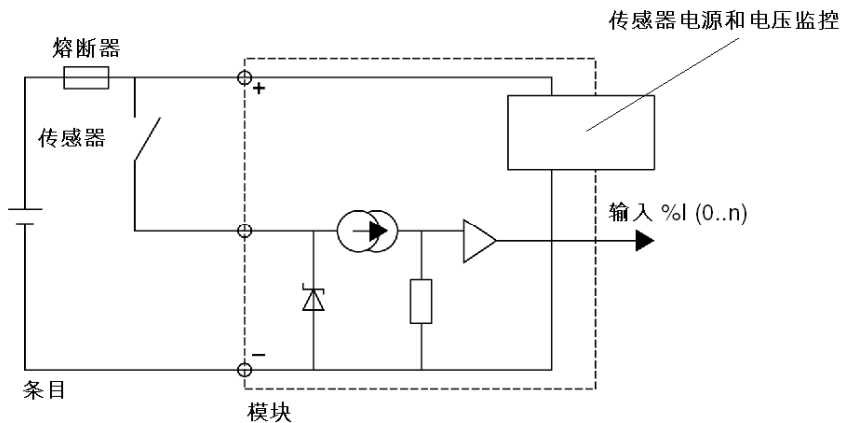 传感器电源和电压监控
熔断器
+
传感器
输入 %I (0..n)
−
条目
模块